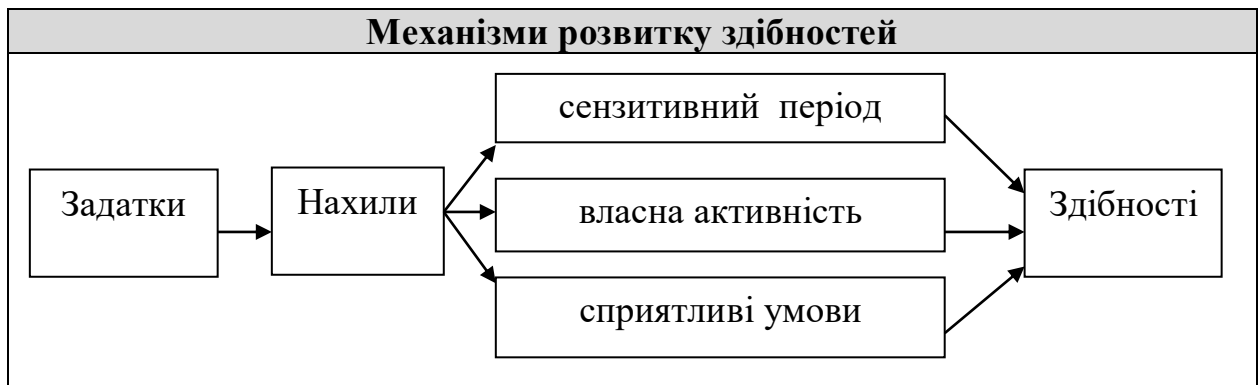 Механізми розвитку здібностей
Задатки
Нахили
сензитивний період
власна активність
сприятливі умови
Здібності